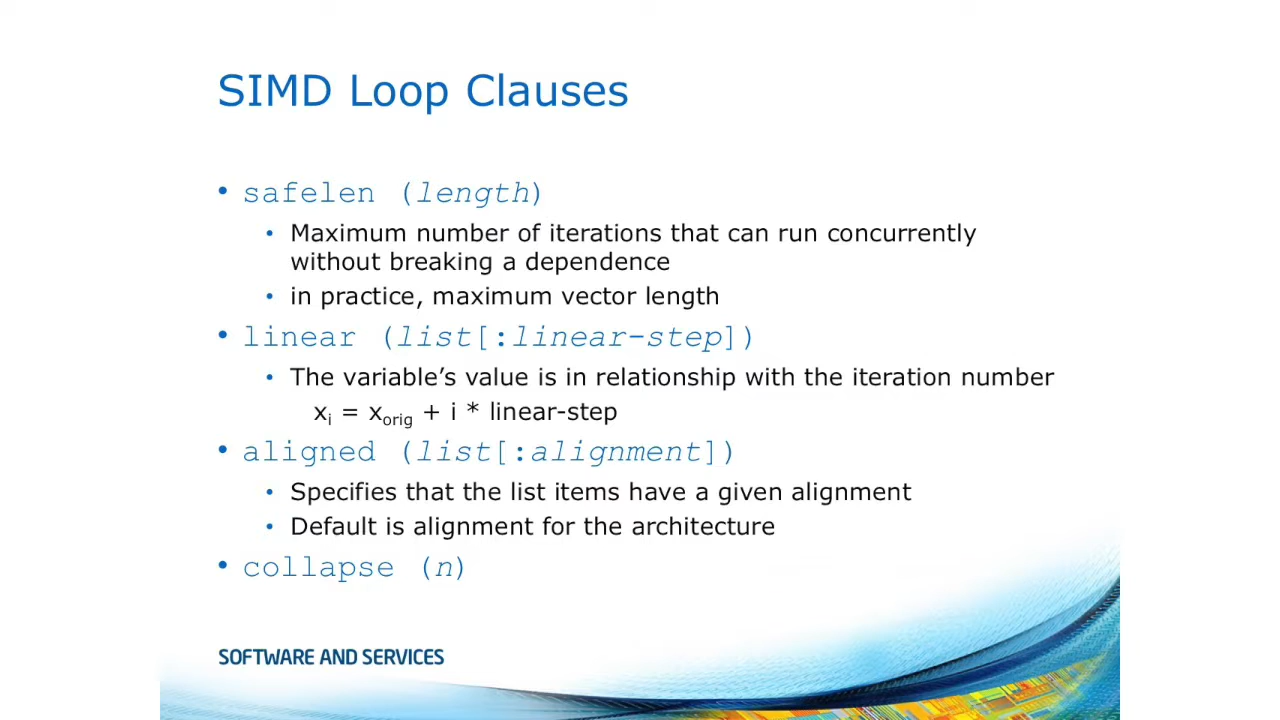 SIMD Loop Clauses
• safelen (length)
• Maximum number of iterations that can run concurrently
without breaking a dependence
• in practice, maximum vector length
• linear (list[:linear-step])
• The variable’s value is in relationship with the iteration number
xi = xorig + i * linear-step
• aligned (list[:alignment])
• Specifies that the list items have a given alignment
• Default is alignment for the architecture
• collapse (n)
SOFTWARE AND SERVICES